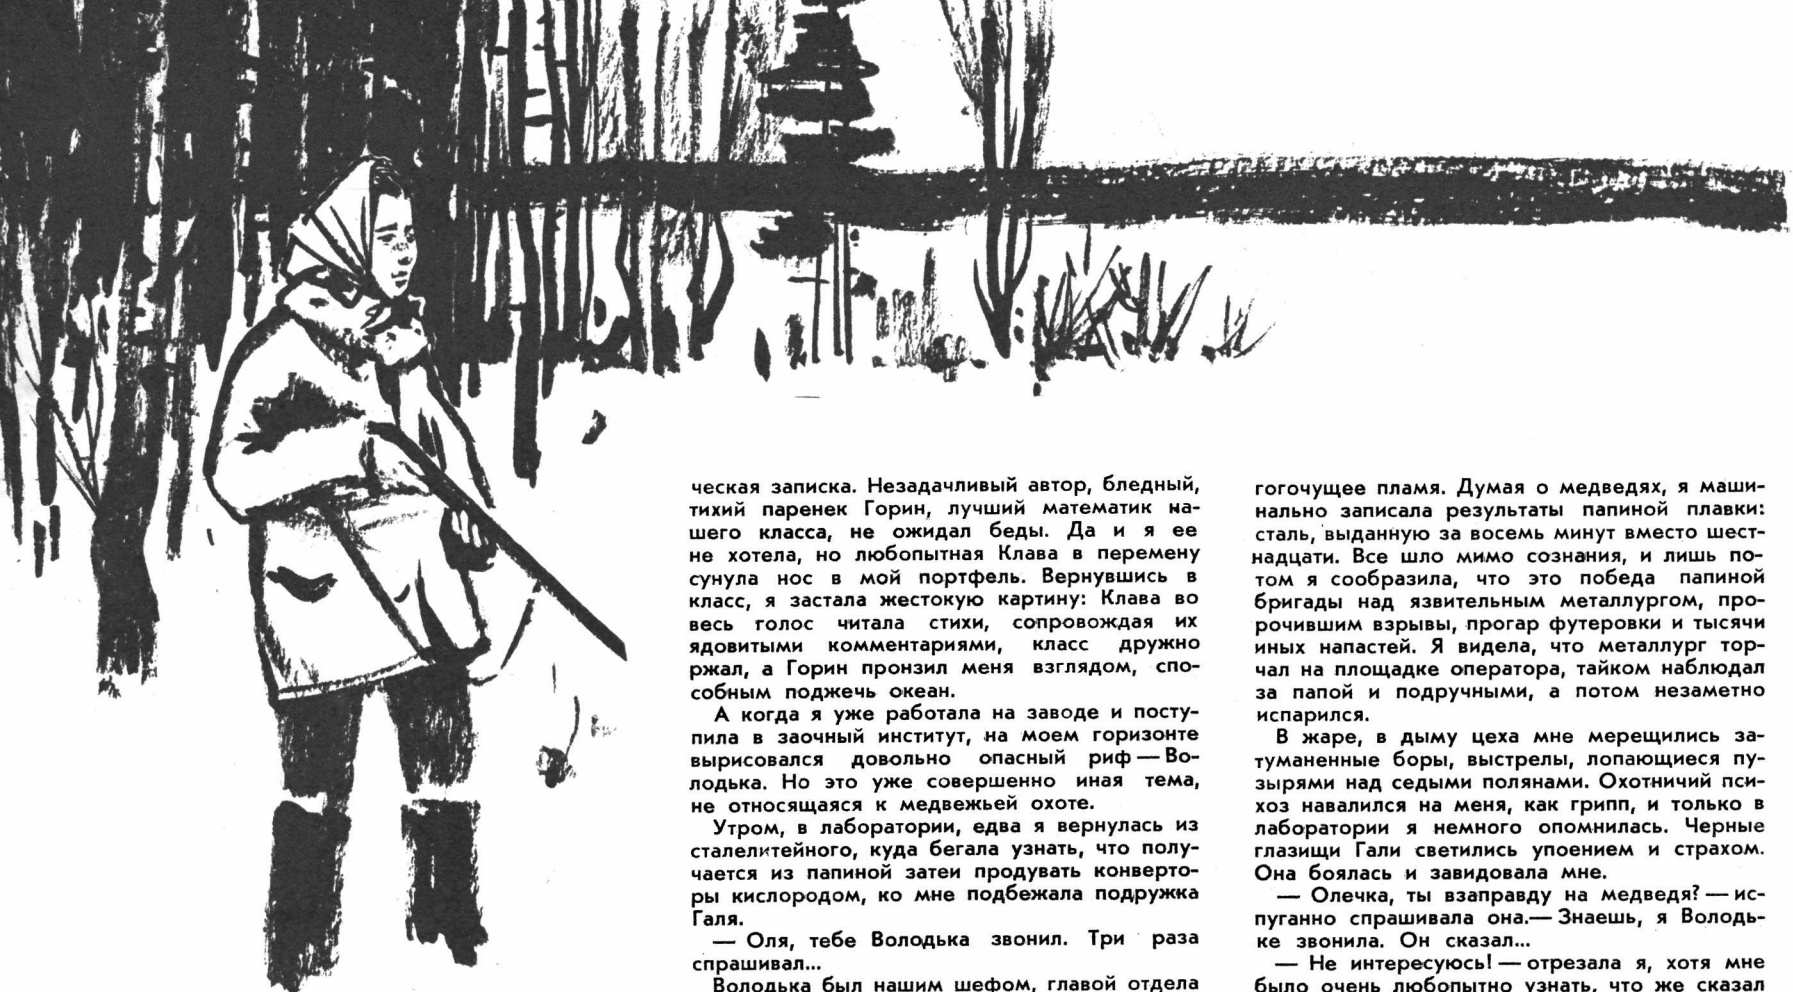 ческая записка. Незадачливый автор, бледный,
тихий паренек Горин, лучший математик на-
шего класса, не ожидал беды. Да и я ее
не хотела, но любопытная Клава в перемену
сунула нос в мой портфель. Вернувшись в
класс, я застала жестокую картину: Клава во
весь голос читала стихи, сопровождая их
ядовитыми комментариями, класс дружно
ржал, а Горин пронзил меня взглядом, спо-
собным поджечь океан.
А когда я уже работала на заводе и посту-
пила в заочный институт, на моем горизонте
вырисовался довольно опасный риф — Во-
лодька. Но это уже совершенно иная тема,
не относящаяся к медвежьей охоте.
Утром, в лаборатории, едва я вернулась из
сталелитейного, куда бегала узнать, что полу-
чается из папиной затеи продувать конверто-
ры кислородом, ко мне подбежала подружка
Галя.
— Оля, тебе Володька звонил. Три раза
спрашивал...
Володька был нашим шефом, главой отдела
гогочущее пламя. Думая о медведях, я маши-
нально записала результаты папиной плавки:
сталь, выданную за восемь минут вместо шест-
надцати. Все шло мимо сознания, и лишь по-
том я сообразила, что это победа папиной
бригады над язвительным металлургом, про-
рочившим взрывы, прогар футеровки и тысячи
иных напастей. Я видела, что металлург тор-
чал на площадке оператора, тайком наблюдал
за папой и подручными, а потом незаметно
испарился.
В жаре, в дыму цеха мне мерещились за-
туманенные боры, выстрелы, лопающиеся пу-
зырями над седыми полянами. Охотничий пси-
хоз навалился на меня, как грипп, и только в
лаборатории я немного опомнилась. Черные
глазищи Гали светились упоением и страхом.
Она боялась и завидовала мне.
— Олечка, ты взаправду на медведя? — ис-
пуганно спрашивала она.— Знаешь, я Володь-
ке звонила. Он сказал...
— Не интересуюсь! — отрезала я, хотя мне
было очень любопытно узнать, что же сказал